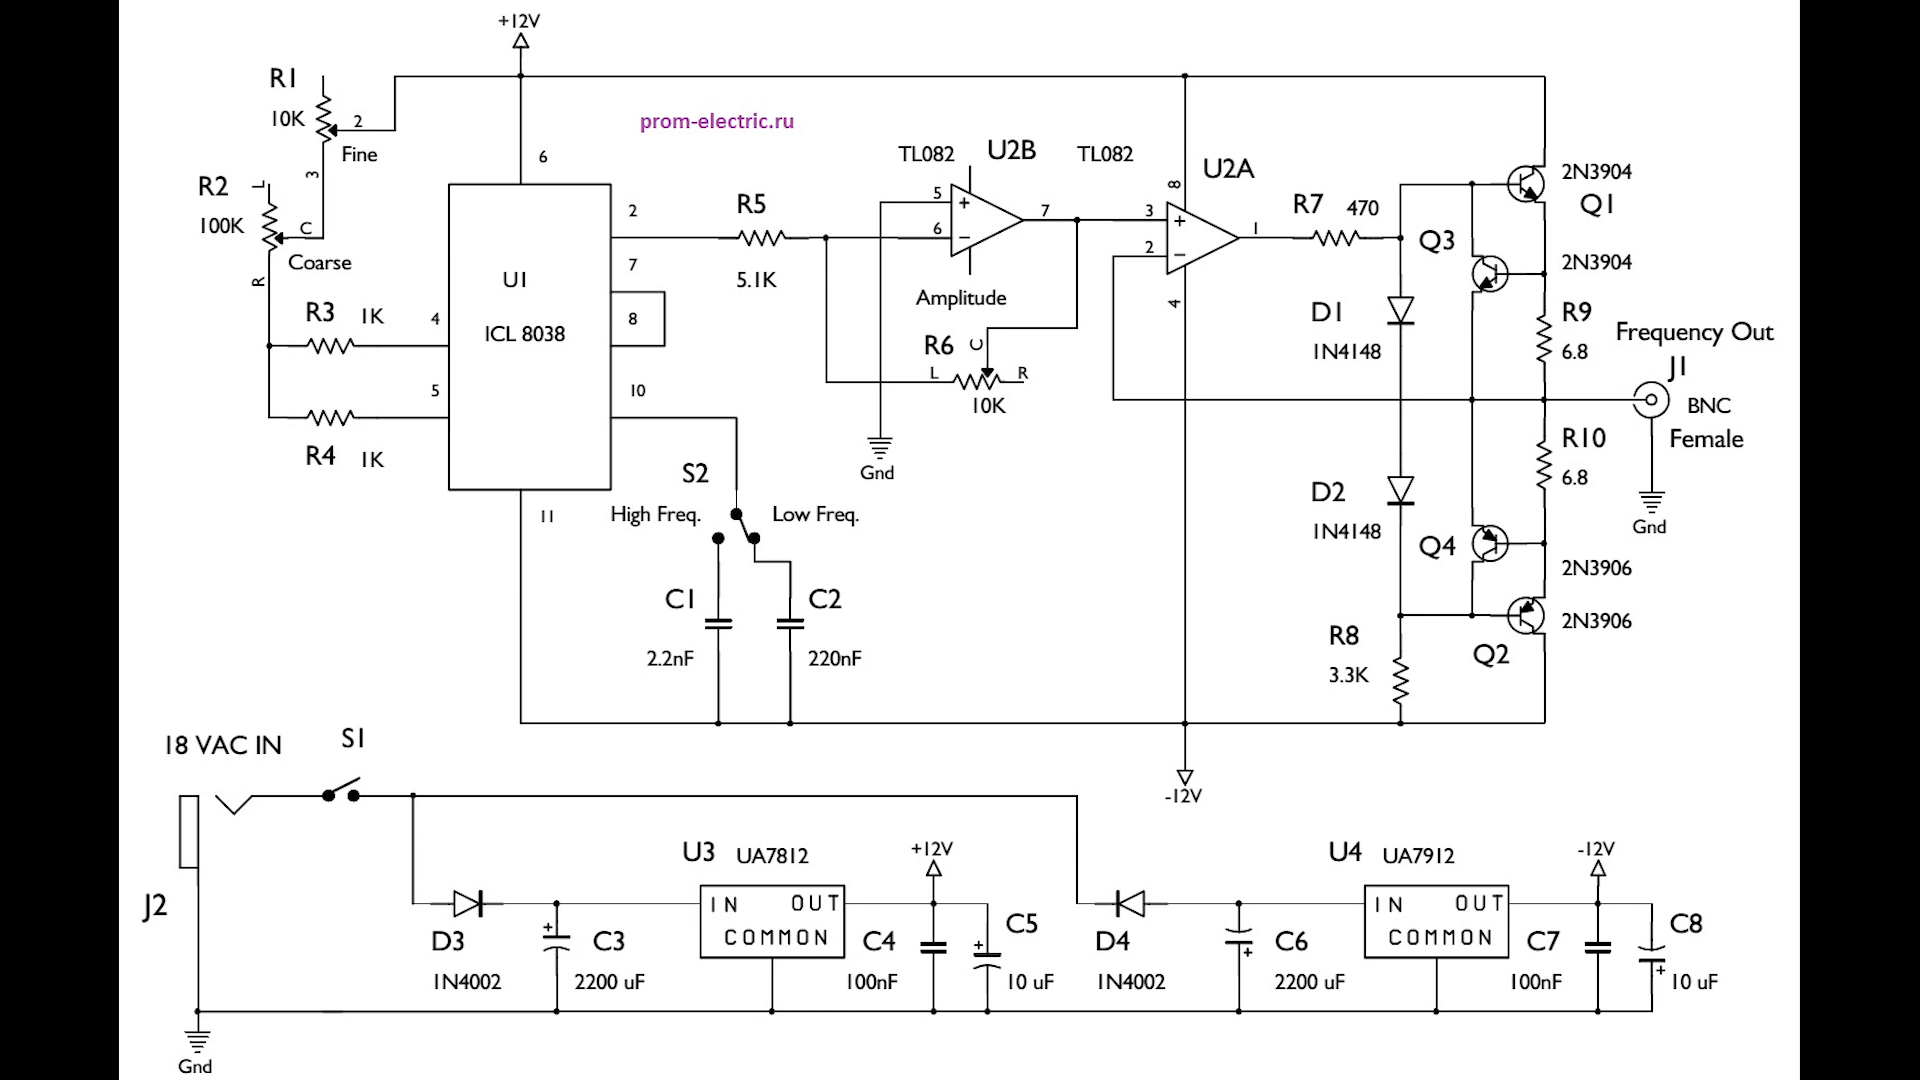 +12V
R1
10K
2
Fine
3
R2
L
100K
C
Coarse
R
R3 1K
R4 1K
4
5
6
U1
ICL 8038
11
2
7
8
10
prom-electric.ru
R5
5.1K
TL082
U2B
5
+
6
−
7
Amplitude
R6
C
L
R
10K
Gnd
TL082
U2A
8
3
+
2
−
4
1
R7 470
S2
High Freq.
Low Freq.
C1
2.2nF
C2
220nF
D1
1N4148
D2
1N4148
R8
3.3K
2N3904
Q1
Q3
2N3904
R9
6.8
Frequency Out
J1
BNC
Female
Gnd
R10
6.8
Q4
2N3906
2N3906
Q2
-12V
18 VAC IN
S1
J2
Gnd
D3
1N4002
+
C3
2200 uF
U3 UA7812
IN OUT
COMMON
+12V
C4
100nF
+
C5
10 uF
D4
1N4002
+
C6
2200 uF
U4 UA7912
IN OUT
COMMON
-12V
C7
100nF
C8
+
10 uF